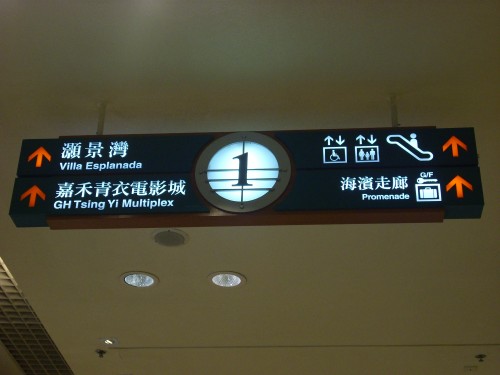 灝景灣
Villa Esplanada
嘉禾青衣電影城
GH Tsing Yi Multiplex
1
海濱走廊
Promenade
G/F